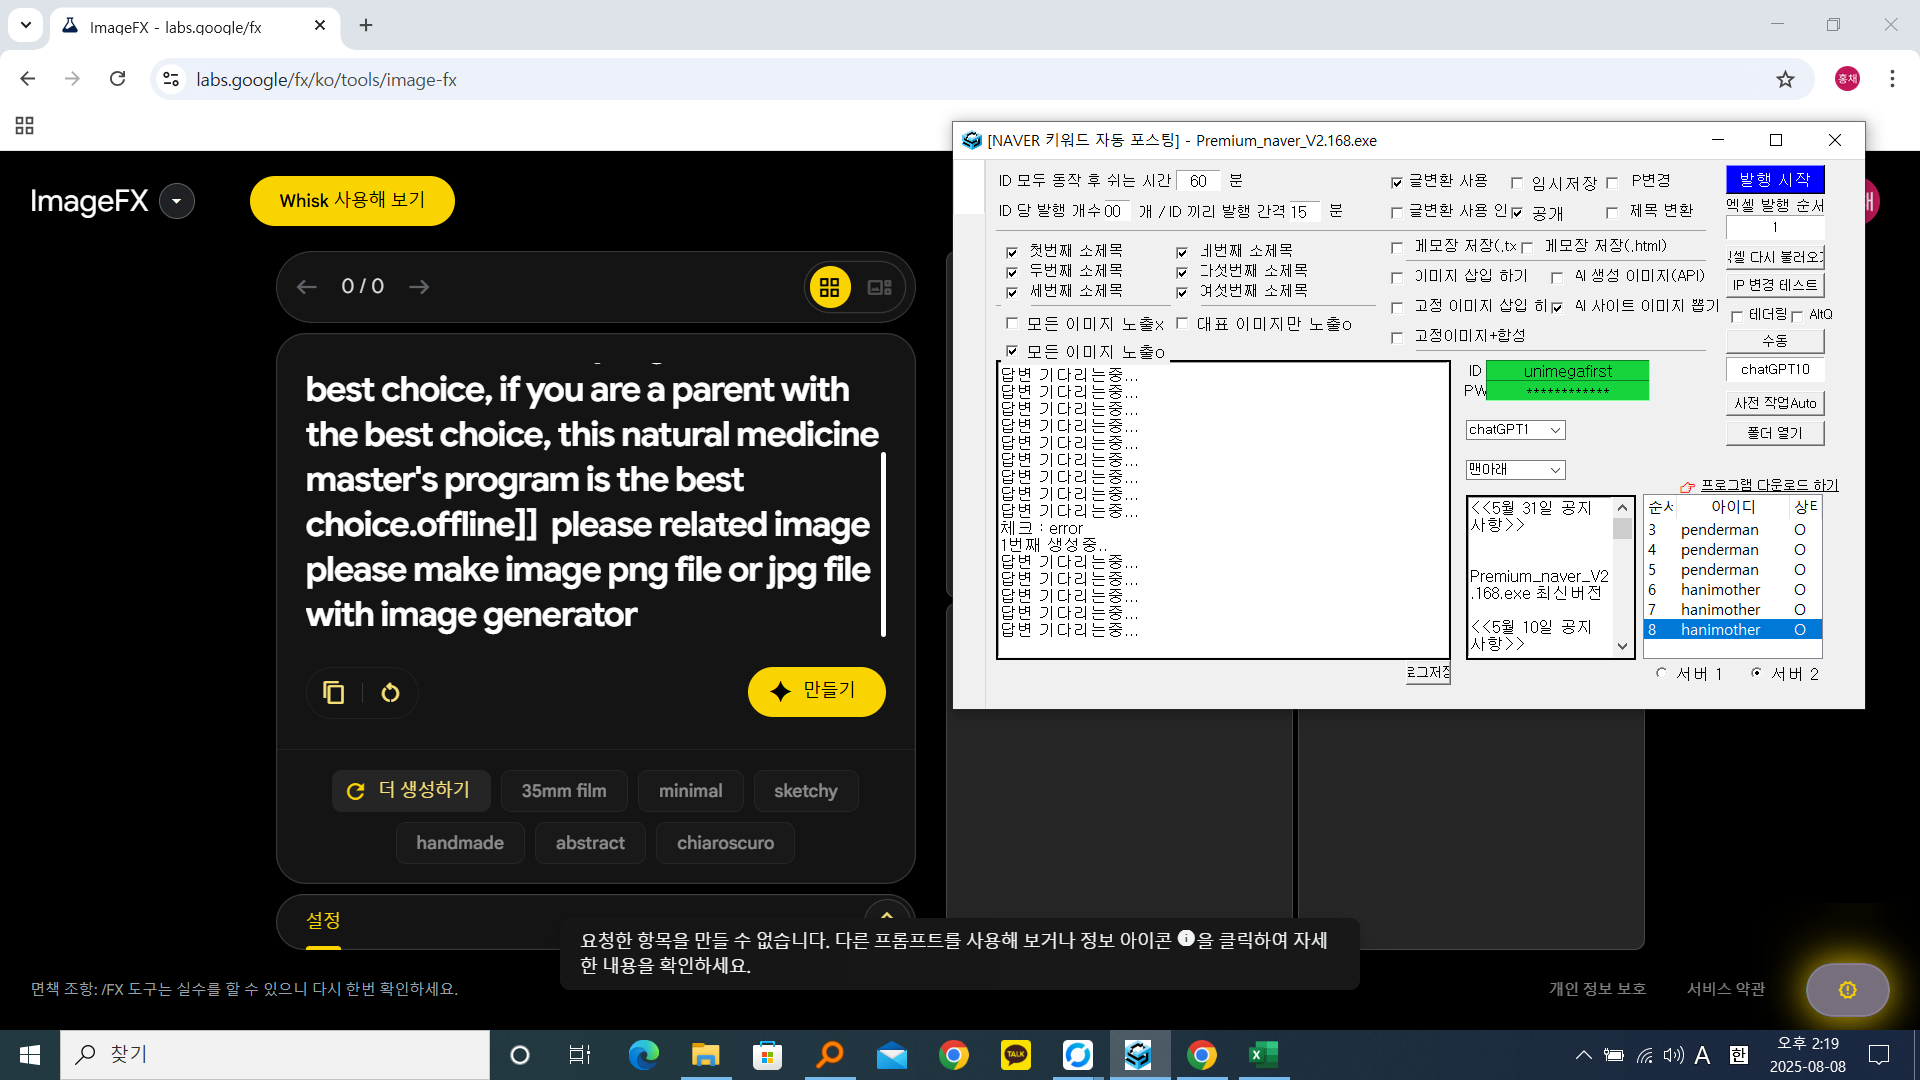 ImageFX - labs.google/fx
labs.google/fx/ko/tools/image-fx
홍채
ImageFX
Whisk 사용해 보기
0 / 0
best choice, if you are a parent with
the best choice, this natural medicine
master's program is the best
choice.offline]]  please related image
please make image png file or jpg file
with image generator
만들기
더 생성하기
35mm film
minimal
sketchy
handmade
abstract
chiaroscuro
설정
요청한 항목을 만들 수 없습니다. 다른 프롬프트를 사용해 보거나 정보 아이콘 을 클릭하여 자세
한 내용을 확인하세요.
면책 조항: /FX 도구는 실수를 할 수 있으니 다시 한번 확인하세요.
개인 정보 보호
서비스 약관
[NAVER 키워드 자동 포스팅] - Premium_naver_V2.168.exe
ID 모두 동작 후 쉬는 시간 60 분
ID 당 발행 개수 00 개 / ID 끼리 발행 간격 15 분
글변환 사용
임시저장
P변경
글변환 사용 인
공개
제목 변환
첫번째 소제목
네번째 소제목
두번째 소제목
다섯번째 소제목
세번째 소제목
여섯번째 소제목
모든 이미지 노출x
대표 이미지만 노출o
모든 이미지 노출o
메모장 저장(.tx
메모장 저장(.html)
이미지 삽입 하기
AI 생성 이미지(API)
고정 이미지 삽입 히
AI 사이트 이미지 뽑기
고정이미지+합성
발행 시작
엑셀 발행 순서
1
셀 다시 불러오
IP 변경 테스트
테더링
AltQ
수동
chatGPT10
사전 작업Auto
폴더 열기
답변 기다리는중...
답변 기다리는중...
답변 기다리는중...
답변 기다리는중...
답변 기다리는중...
답변 기다리는중...
답변 기다리는중...
답변 기다리는중...
답변 기다리는중...
체크 : error
1번째 생성중..
답변 기다리는중...
답변 기다리는중...
답변 기다리는중...
답변 기다리는중...
답변 기다리는중...
로그저장
ID unimegafirst
PW ************
chatGPT1
맨아래
<<5월 31일 공지
사항>>
Premium_naver_V2
.168.exe 최신버전
<<5월 10일 공지
사항>>
프로그램 다운로드 하기
순서 아이디 상태
3 penderman O
4 penderman O
5 penderman O
6 hanimother O
7 hanimother O
8 hanimother O
서버 1
서버 2
찾기
TALK
A
한
오후 2:19
2025-08-08